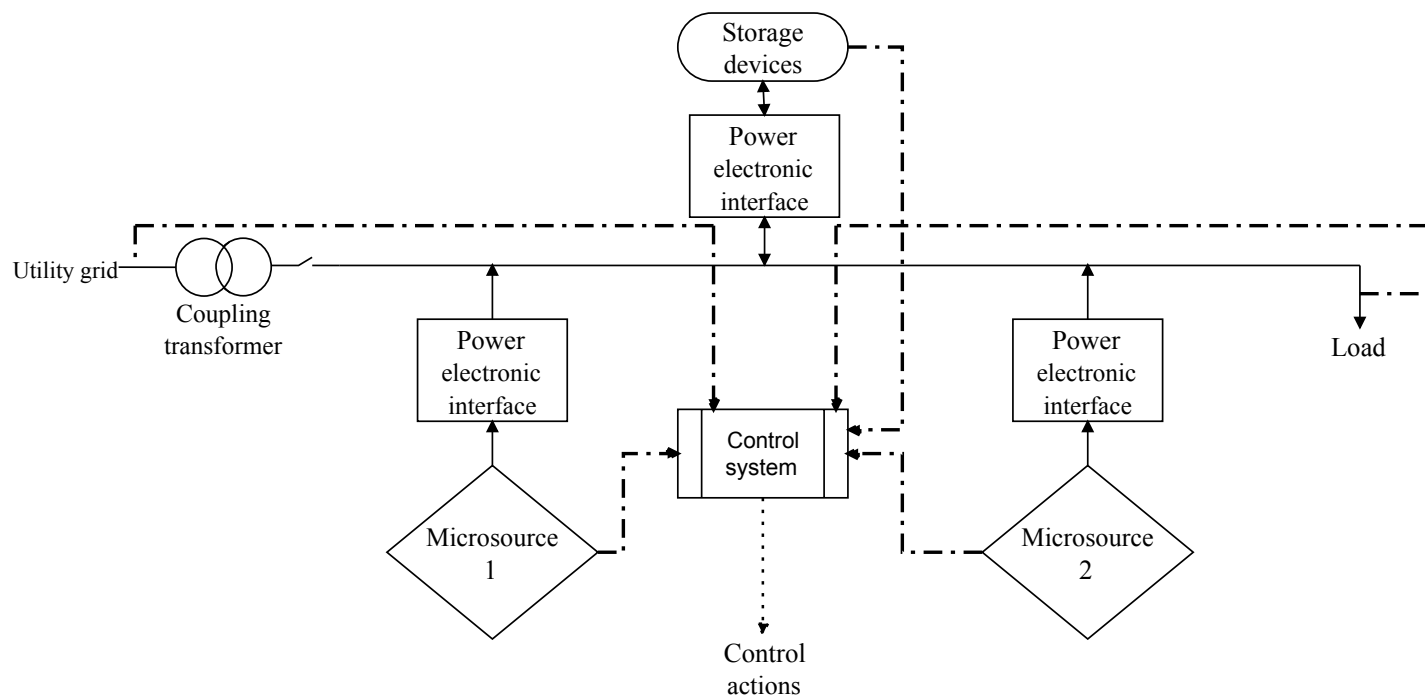 Storage
devices
Power
electronic
interface
Utility grid
Coupling
transformer
Power
electronic
interface
Power
electronic
interface
Load
Control
system
Microsource
1
Microsource
2
Control
actions